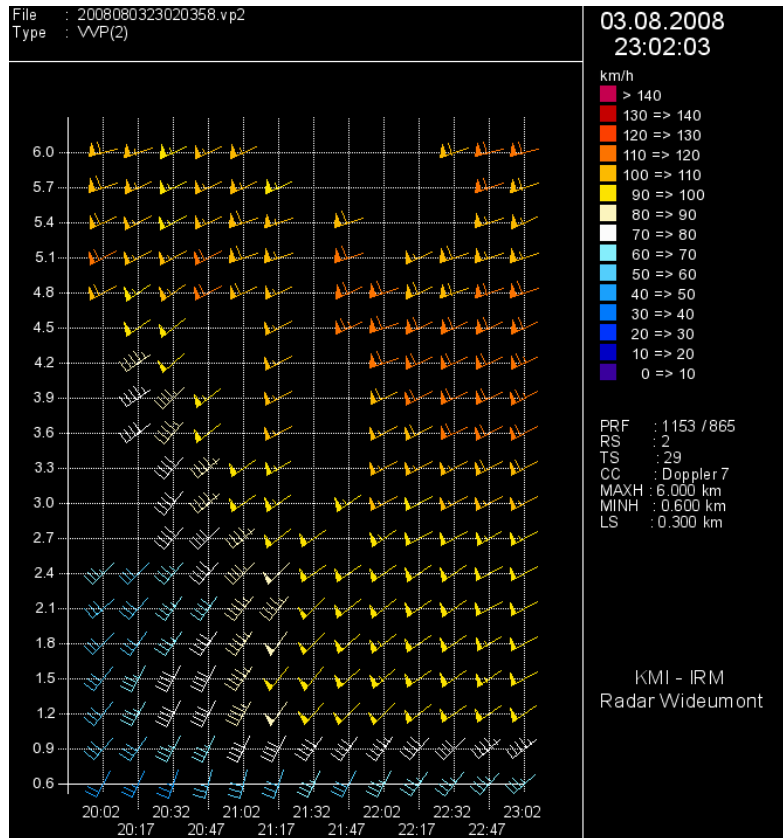 File : 2008080323020358.vp2
Type : VVP(2)
03.08.2008
23:02:03
km/h
> 140
130 => 140
120 => 130
110 => 120
100 => 110
90 => 100
80 => 90
70 => 80
60 => 70
50 => 60
40 => 50
30 => 40
20 => 30
10 => 20
0 => 10
PRF : 1153 / 865
RS : 2
TS : 29
CC : Doppler 7
MAXH : 6.000 km
MINH : 0.600 km
LS : 0.300 km
KMI - IRM
Radar Wideumont
6.0
5.7
5.4
5.1
4.8
4.5
4.2
3.9
3.6
3.3
3.0
2.7
2.4
2.1
1.8
1.5
1.2
0.9
0.6
20:02 20:32 21:02 21:32 22:02 22:32 23:02
20:17 20:47 21:17 21:47 22:17 22:47